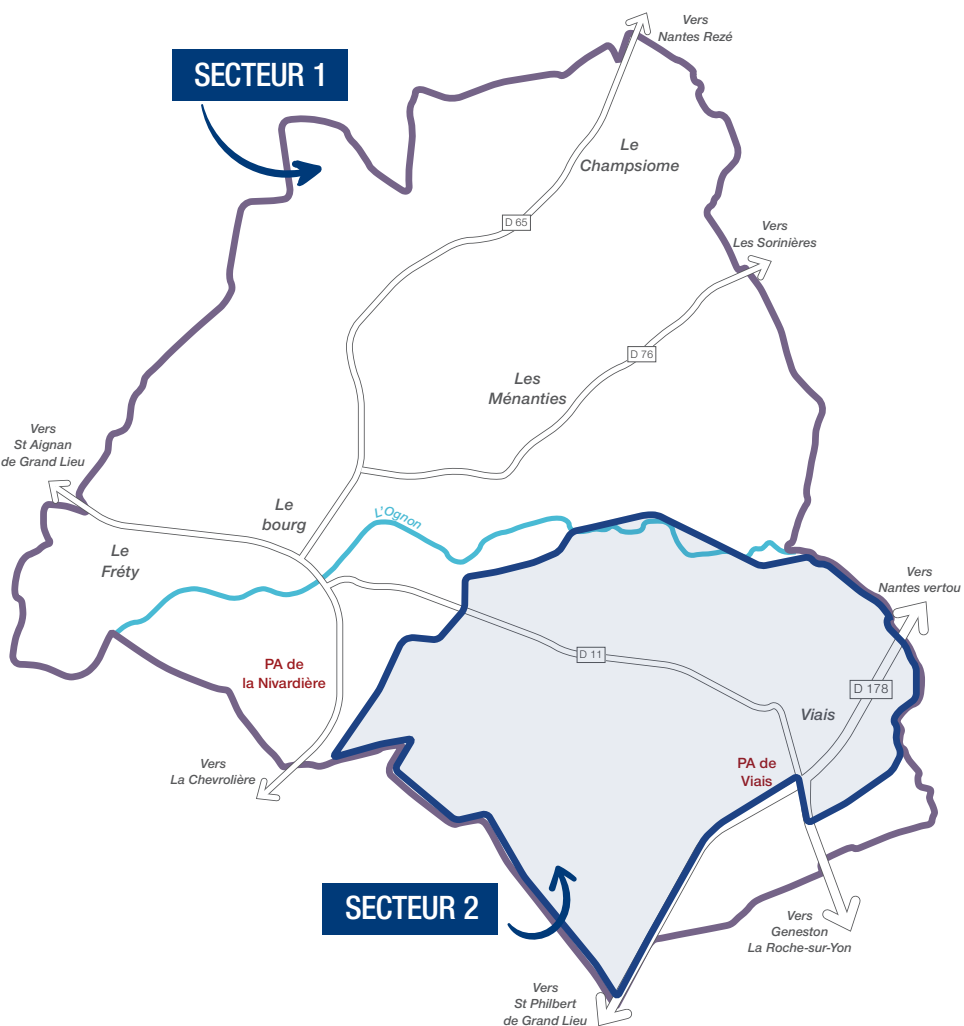 Vers
Nantes Rezé
SECTEUR 1
Le
Champsiome
D 65
Vers
Les Sorinières
D 76
Les
Ménanties
Vers
St Aignan
de Grand Lieu
Le
bourg
L'Ognon
Le
Fréty
Vers
Nantes vertou
D 11
PA de
la Nivardière
D 178
Viais
Vers
La Chevrolière
PA de
Viais
SECTEUR 2
Vers
Geneston
La Roche-sur-Yon
Vers
St Philbert
de Grand Lieu